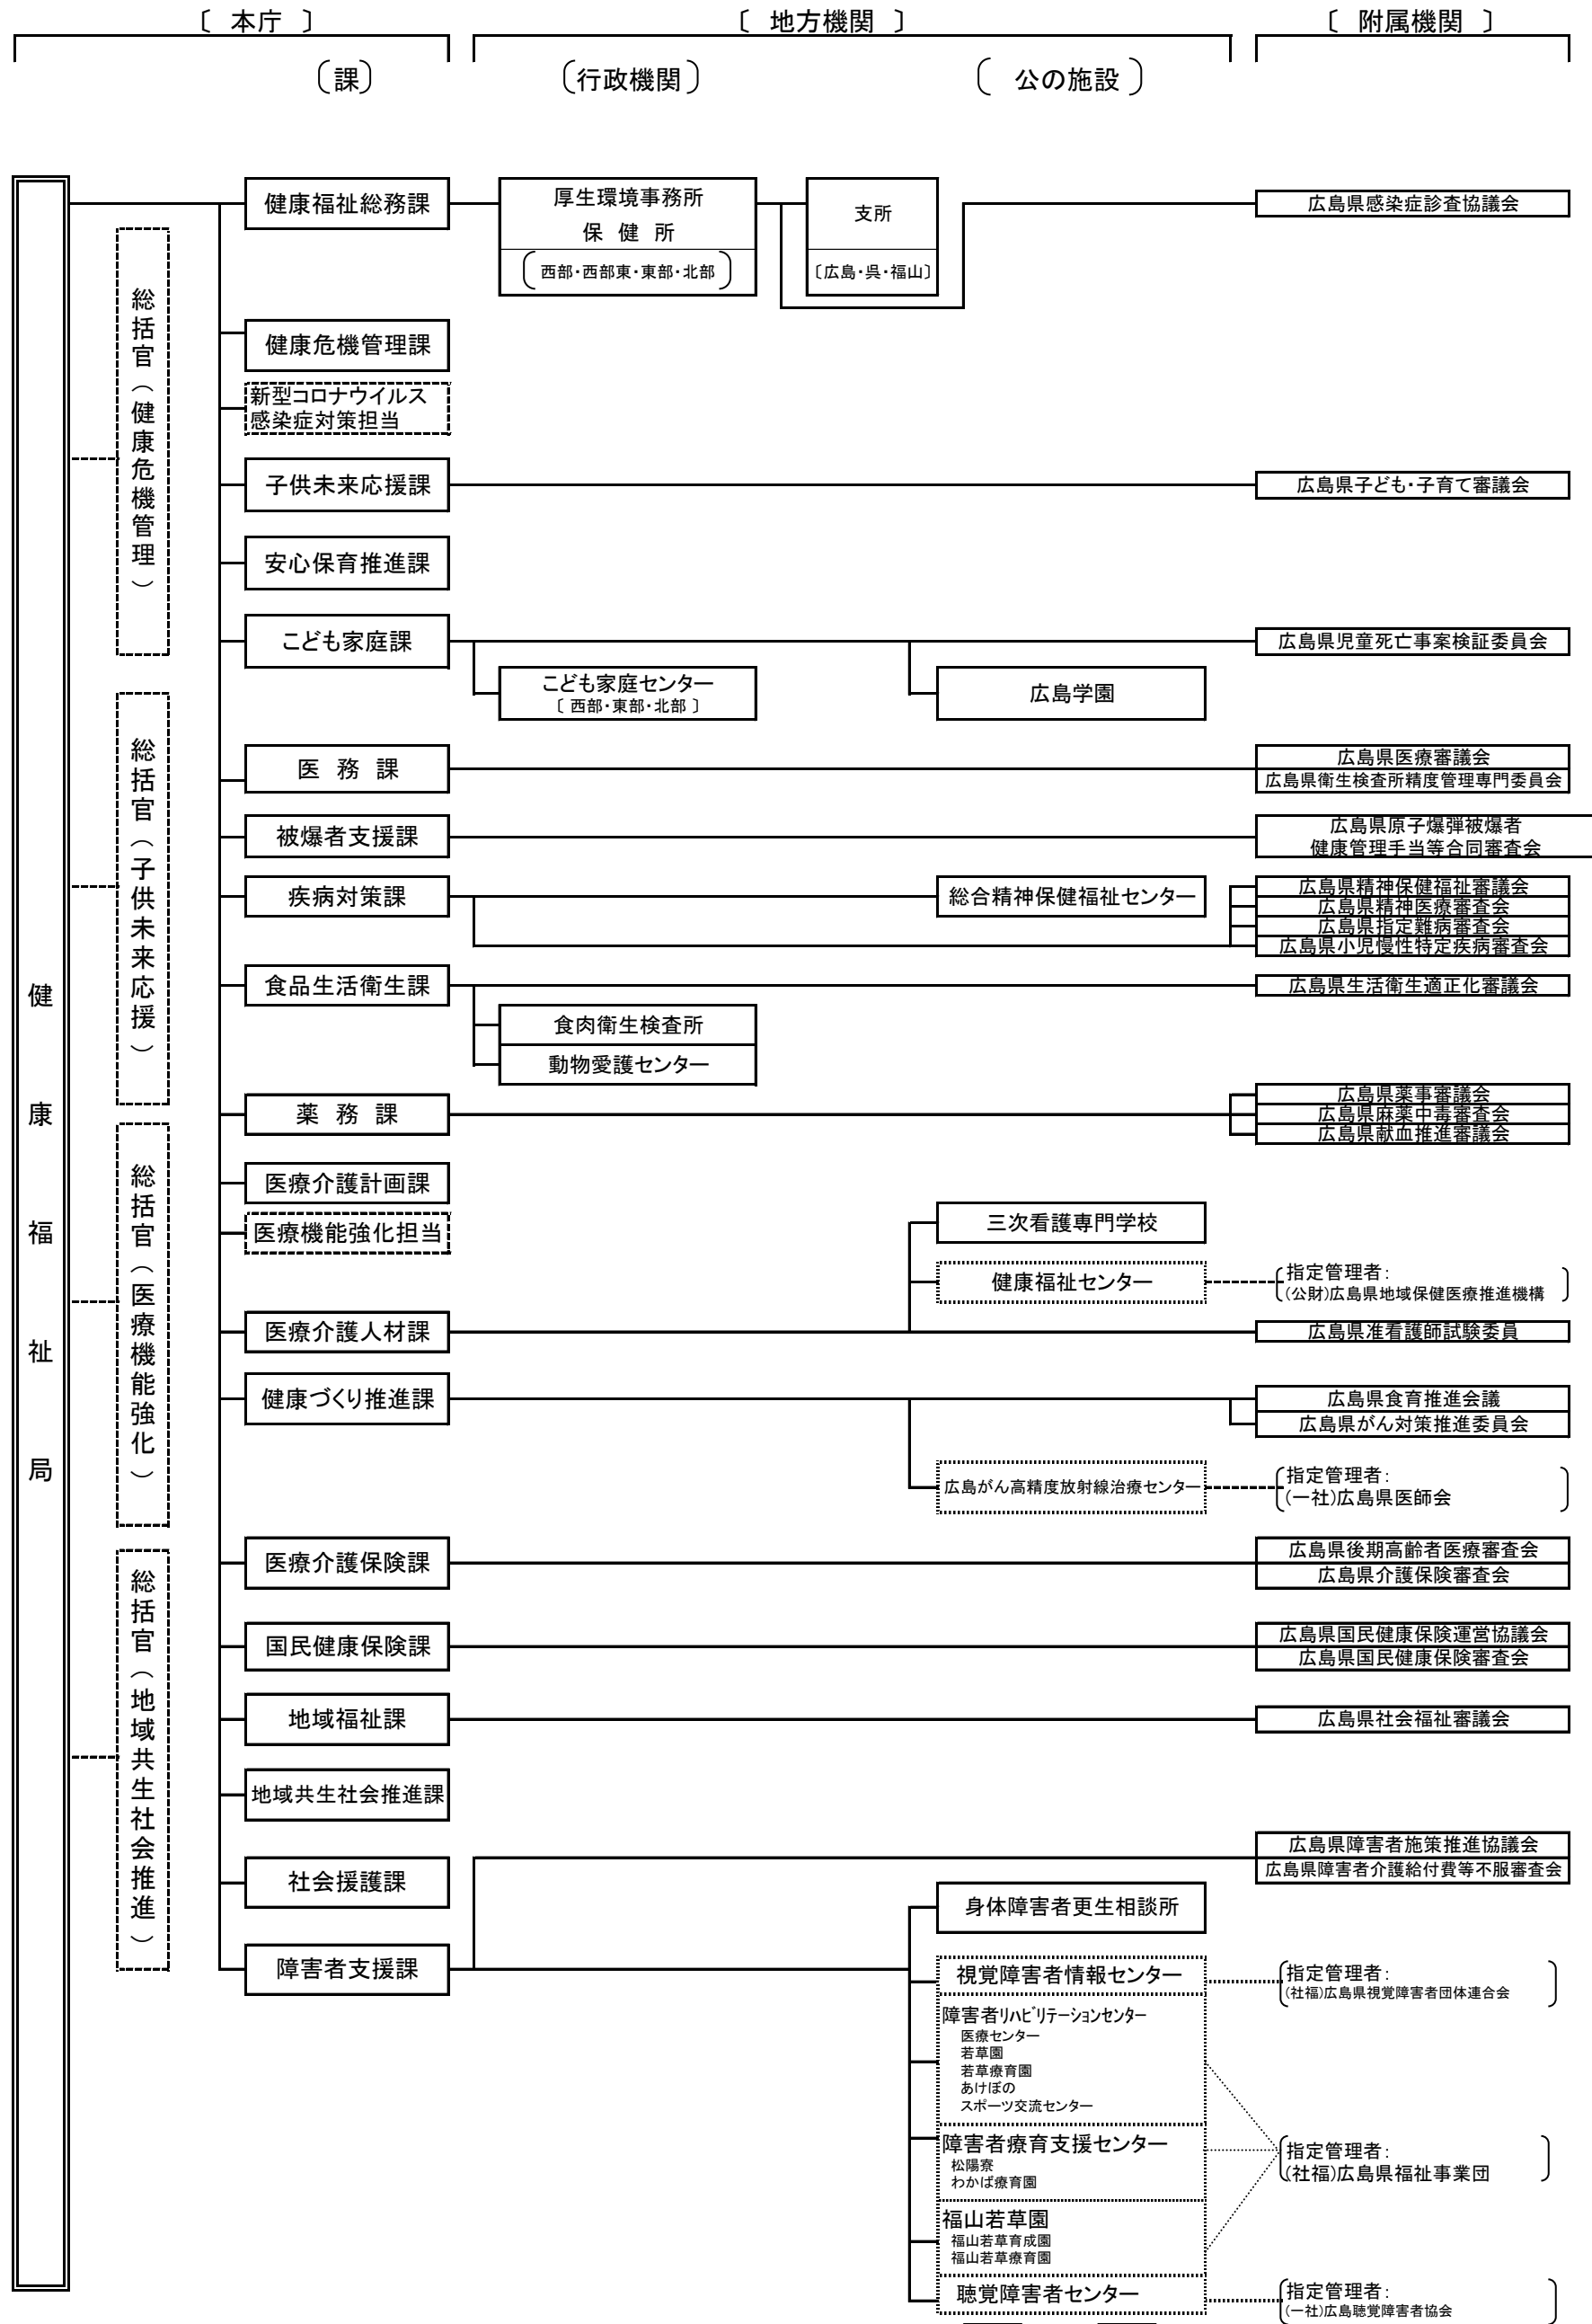 〔 本庁 〕
〔 地方機関 〕
〔 附属機関 〕
(課)
(行政機関)
( 公の施設 )
健康福祉局
総括官(健康危機管理)
総括官(子供未来応援)
総括官(医療機能強化)
総括官(地域共生社会推進)
健康福祉総務課
厚生環境事務所
保 健 所
(西部・西部東・東部・北部)
支所
〔広島・呉・福山〕
広島県感染症診査協議会
健康危機管理課
新型コロナウイルス
感染症対策担当
子供未来応援課
広島県子ども・子育て審議会
安心保育推進課
こども家庭課
広島県児童死亡事案検証委員会
こども家庭センター
〔 西部・東部・北部 〕
広島学園
医 務 課
広島県医療審議会
広島県衛生検査所精度管理専門委員会
被爆者支援課
広島県原子爆弾被爆者
健康管理手当等合同審査会
疾病対策課
総合精神保健福祉センター
広島県精神保健福祉審議会
広島県精神医療審査会
広島県指定難病審査会
広島県小児慢性特定疾病審査会
食品生活衛生課
広島県生活衛生適正化審議会
食肉衛生検査所
動物愛護センター
薬 務 課
広島県薬事審議会
広島県麻薬中毒審査会
広島県献血推進審議会
医療介護計画課
医療機能強化担当
三次看護専門学校
健康福祉センター
指定管理者:
(公財)広島県地域保健医療推進機構
医療介護人材課
広島県准看護師試験委員
健康づくり推進課
広島県食育推進会議
広島県がん対策推進委員会
広島がん高精度放射線治療センター
指定管理者:
(一社)広島県医師会
医療介護保険課
広島県後期高齢者医療審査会
広島県介護保険審査会
国民健康保険課
広島県国民健康保険運営協議会
広島県国民健康保険審査会
地域福祉課
広島県社会福祉審議会
地域共生社会推進課
社会援護課
広島県障害者施策推進協議会
広島県障害者介護給付費等不服審査会
身体障害者更生相談所
障害者支援課
視覚障害者情報センター
指定管理者:
(社福)広島県視覚障害者団体連合会
障害者リハビリテーションセンター
医療センター
若草園
若草療育園
あけぼの
スポーツ交流センター
障害者療育支援センター
松陽寮
わかば療育園
指定管理者:
(社福)広島県福祉事業団
福山若草園
福山若草育成園
福山若草療育園
聴覚障害者センター
指定管理者:
(一社)広島聴覚障害者協会